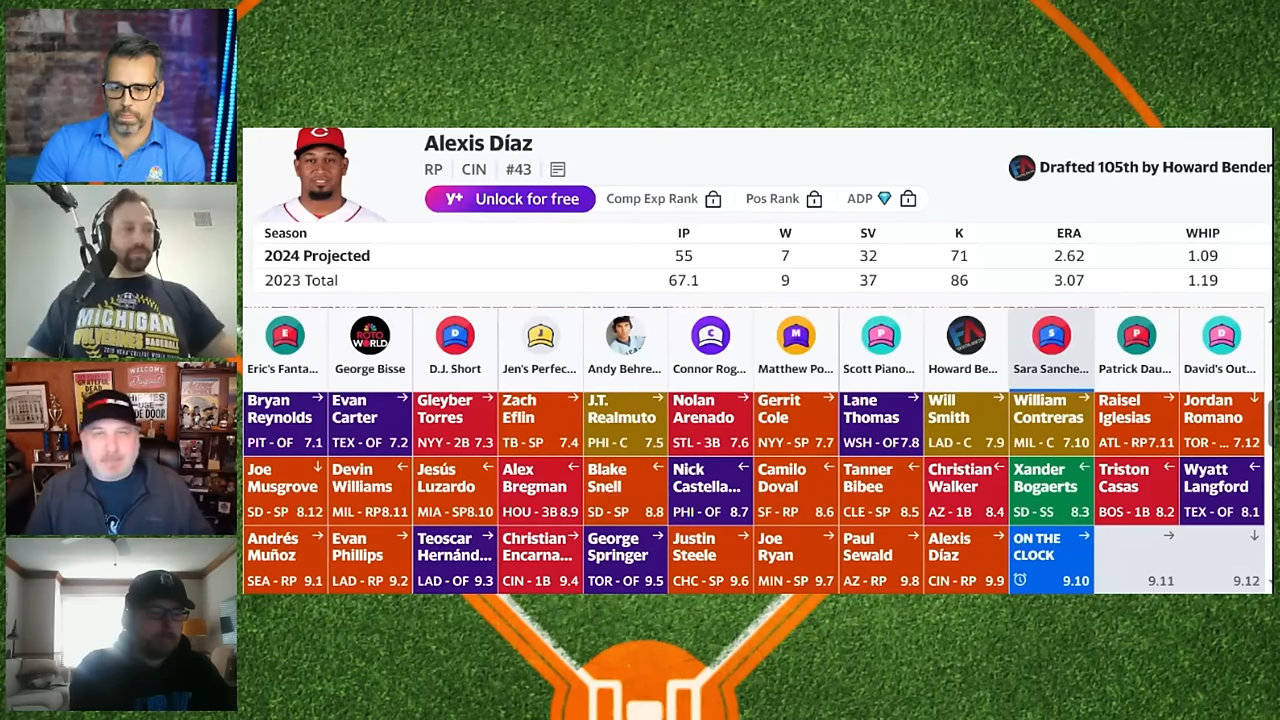 Alexis Díaz
RP CIN #43
Drafted 105th by Howard Bender
y+ Unlock for free Comp Exp Rank Pos Rank ADP
Season IP W SV K ERA WHIP
2024 Projected 55 7 32 71 2.62 1.09
2023 Total 67.1 9 37 86 3.07 1.19
E ROTO WORLD D J C M P FA S P D
Eric's Fanta... George Bisse D.J. Short Jen's Perfec... Andy Behre... Connor Rog... Matthew Po... Scott Piano... Howard Be... Sara Sanche... Patrick Dau... David's Out...
Bryan Evan Gleyber Zach J.T. Nolan Gerrit Lane Will William Raisel Jordan
Reynolds Carter Torres Eflin Realmuto Arenado Cole Thomas Smith Contreras Iglesias Romano
PIT - OF 7.1 TEX - OF 7.2 NYY - 2B 7.3 TB - SP 7.4 PHI - C 7.5 STL - 3B 7.6 NYY - SP 7.7 WSH - OF 7.8 LAD - C 7.9 MIL - C 7.10 ATL - RP 7.11 TOR - ... 7.12
Joe Devin Jesús Alex Blake Nick Camilo Tanner Christian Xander Triston Wyatt
Musgrove Williams Luzardo Bregman Snell Castella... Doval Bibee Walker Bogaerts Casas Langford
SD - SP 8.12 MIL - RP 8.11 MIA - SP 8.10 HOU - 3B 8.9 SD - SP 8.8 PHI - OF 8.7 SF - RP 8.6 CLE - SP 8.5 AZ - 1B 8.4 SD - SS 8.3 BOS - 1B 8.2 TEX - OF 8.1
Andrés Evan Teoscar Christian George Justin Joe Paul Alexis ON THE
Muñoz Phillips Hernánd... Encarna... Springer Steele Ryan Sewald Díaz CLOCK
SEA - RP 9.1 LAD - RP 9.2 LAD - OF 9.3 CIN - 1B 9.4 TOR - OF 9.5 CHC - SP 9.6 MIN - SP 9.7 AZ - RP 9.8 CIN - RP 9.9 9.10 9.11 9.12
MICHIGAN
WOLVERINES
BASEBALL
WELCOME
GRATEFUL
DEAD